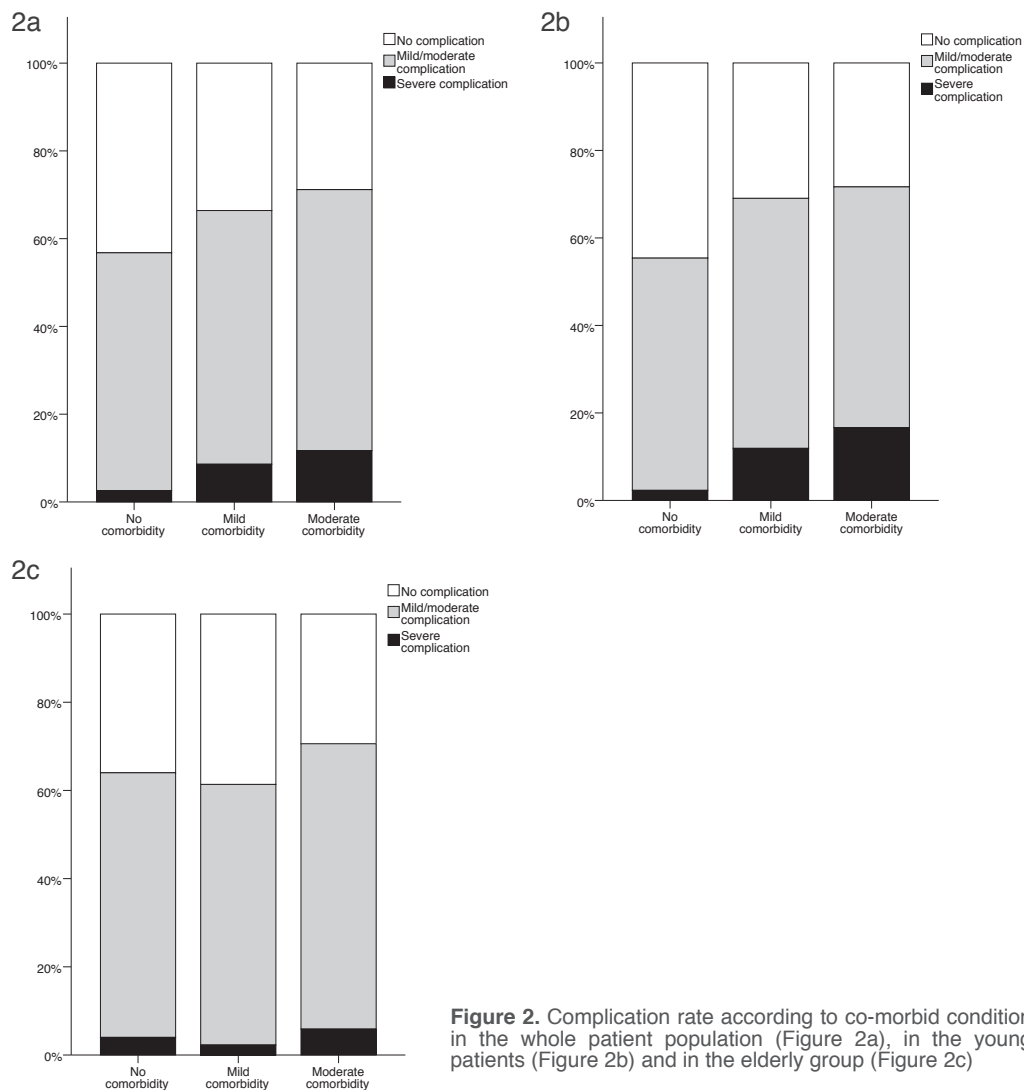 2a
No complication
Mild/moderate
complication
Severe complication
100%
80%
60%
40%
20%
0%
No
comorbidity
Mild
comorbidity
Moderate
comorbidity
2b
No complication
Mild/moderate
complication
Severe
complication
100%
80%
60%
40%
20%
0%
No
comorbidity
Mild
comorbidity
Moderate
comorbidity
2c
No complication
Mild/moderate
complication
Severe
complication
100%
80%
60%
40%
20%
0%
No
comorbidity
Mild
comorbidity
Moderate
comorbidity
Figure 2. Complication rate according to co-morbid condition
in the whole patient population (Figure 2a), in the young
patients (Figure 2b) and in the elderly group (Figure 2c)